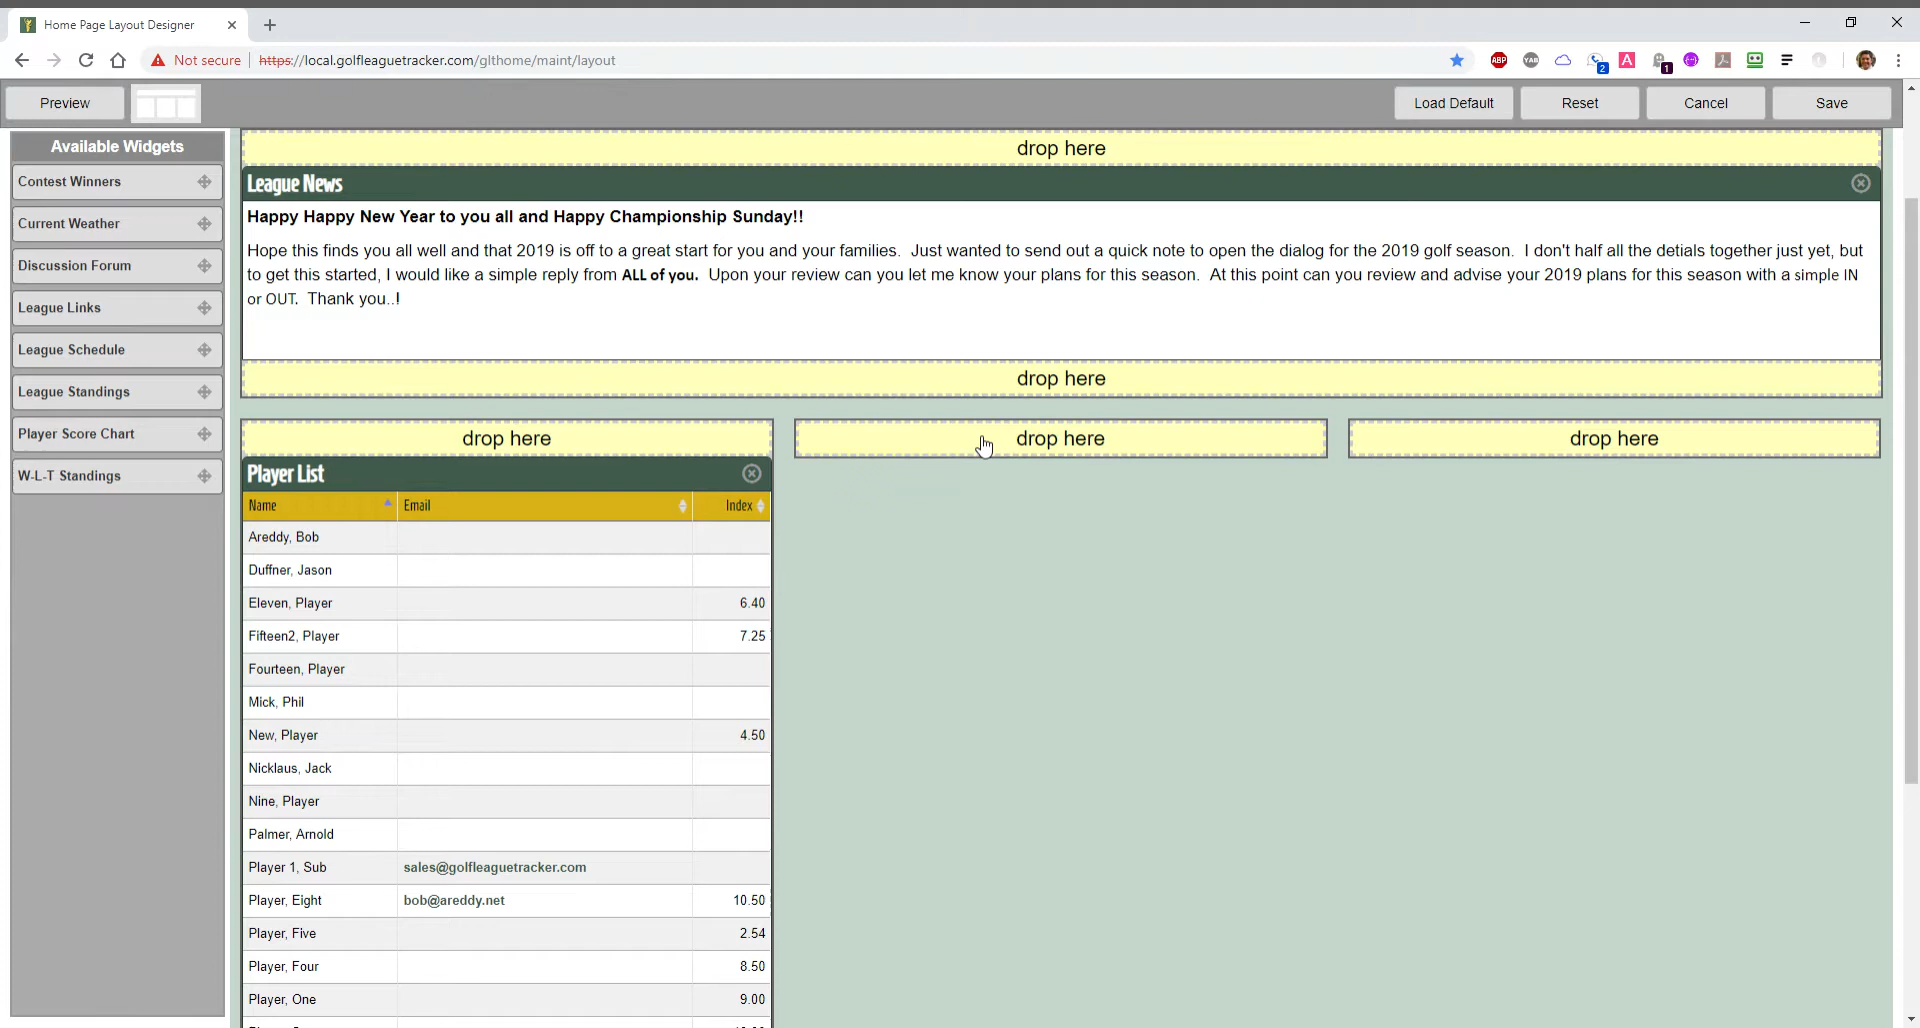 Home Page Layout Designer
Not secure https://local.golfleaguetracker.com/glthome/maint/layout
ABP YAB 2 A 1
Preview Load Default Reset Cancel Save
Available Widgets
Contest Winners
Current Weather
Discussion Forum
League Links
League Schedule
League Standings
Player Score Chart
W-L-T Standings
drop here
League News
Happy Happy New Year to you all and Happy Championship Sunday!!
Hope this finds you all well and that 2019 is off to a great start for you and your families. Just wanted to send out a quick note to open the dialog for the 2019 golf season. I don't half all the detials together just yet, but
to get this started, I would like a simple reply from ALL of you. Upon your review can you let me know your plans for this season. At this point can you review and advise your 2019 plans for this season with a simple IN
or OUT. Thank you..!
drop here
drop here drop here drop here
Player List
Name Email Index
Areddy, Bob
Duffner, Jason
Eleven, Player 6.40
Fifteen2, Player 7.25
Fourteen, Player
Mick, Phil
New, Player 4.50
Nicklaus, Jack
Nine, Player
Palmer, Arnold
Player 1, Sub sales@golfleaguetracker.com
Player, Eight bob@areddy.net 10.50
Player, Five 2.54
Player, Four 8.50
Player, One 9.00